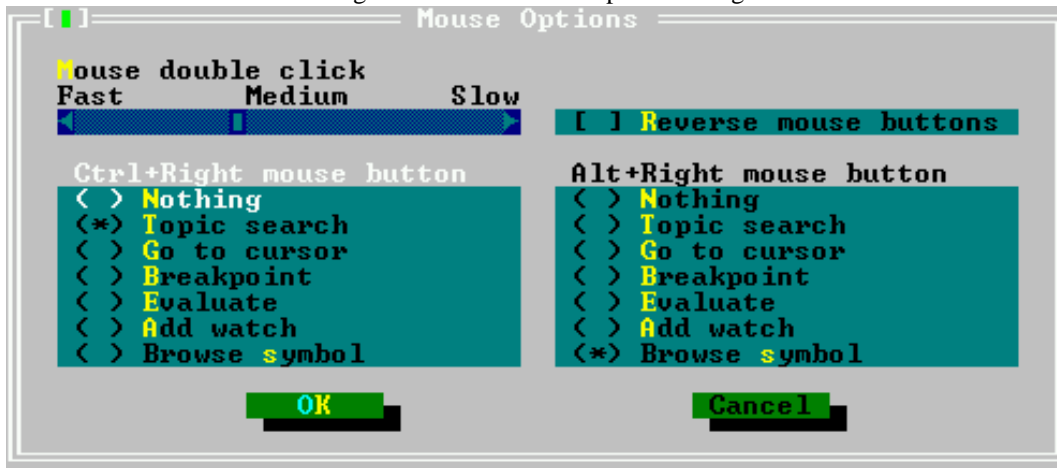 [ ] Mouse Options
Mouse double click
Fast Medium Slow
[ ] Reverse mouse buttons
Ctrl+Right mouse button
( ) Nothing
(*) Topic search
( ) Go to cursor
( ) Breakpoint
( ) Evaluate
( ) Add watch
( ) Browse symbol
Alt+Right mouse button
( ) Nothing
( ) Topic search
( ) Go to cursor
( ) Breakpoint
( ) Evaluate
( ) Add watch
(*) Browse symbol
OK Cancel